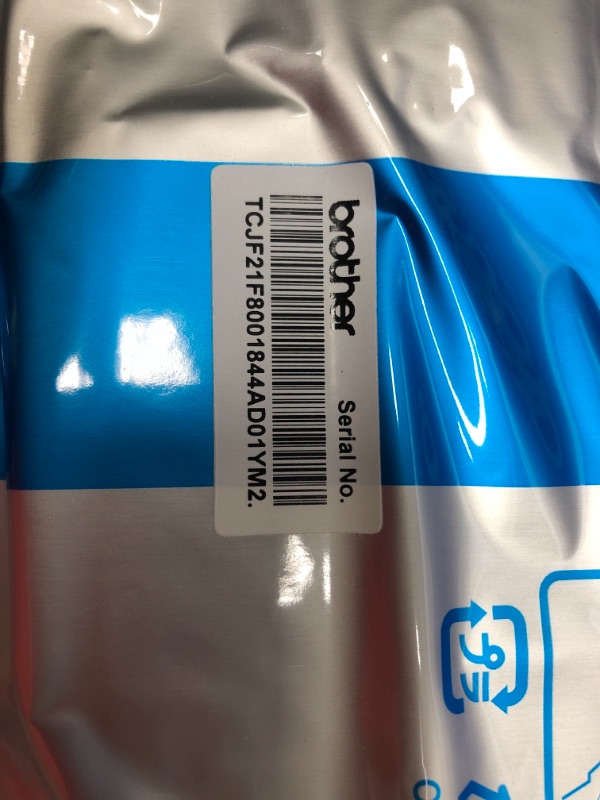 brother
Serial No.
TCJF21F8001844AD01YM2.
プラ